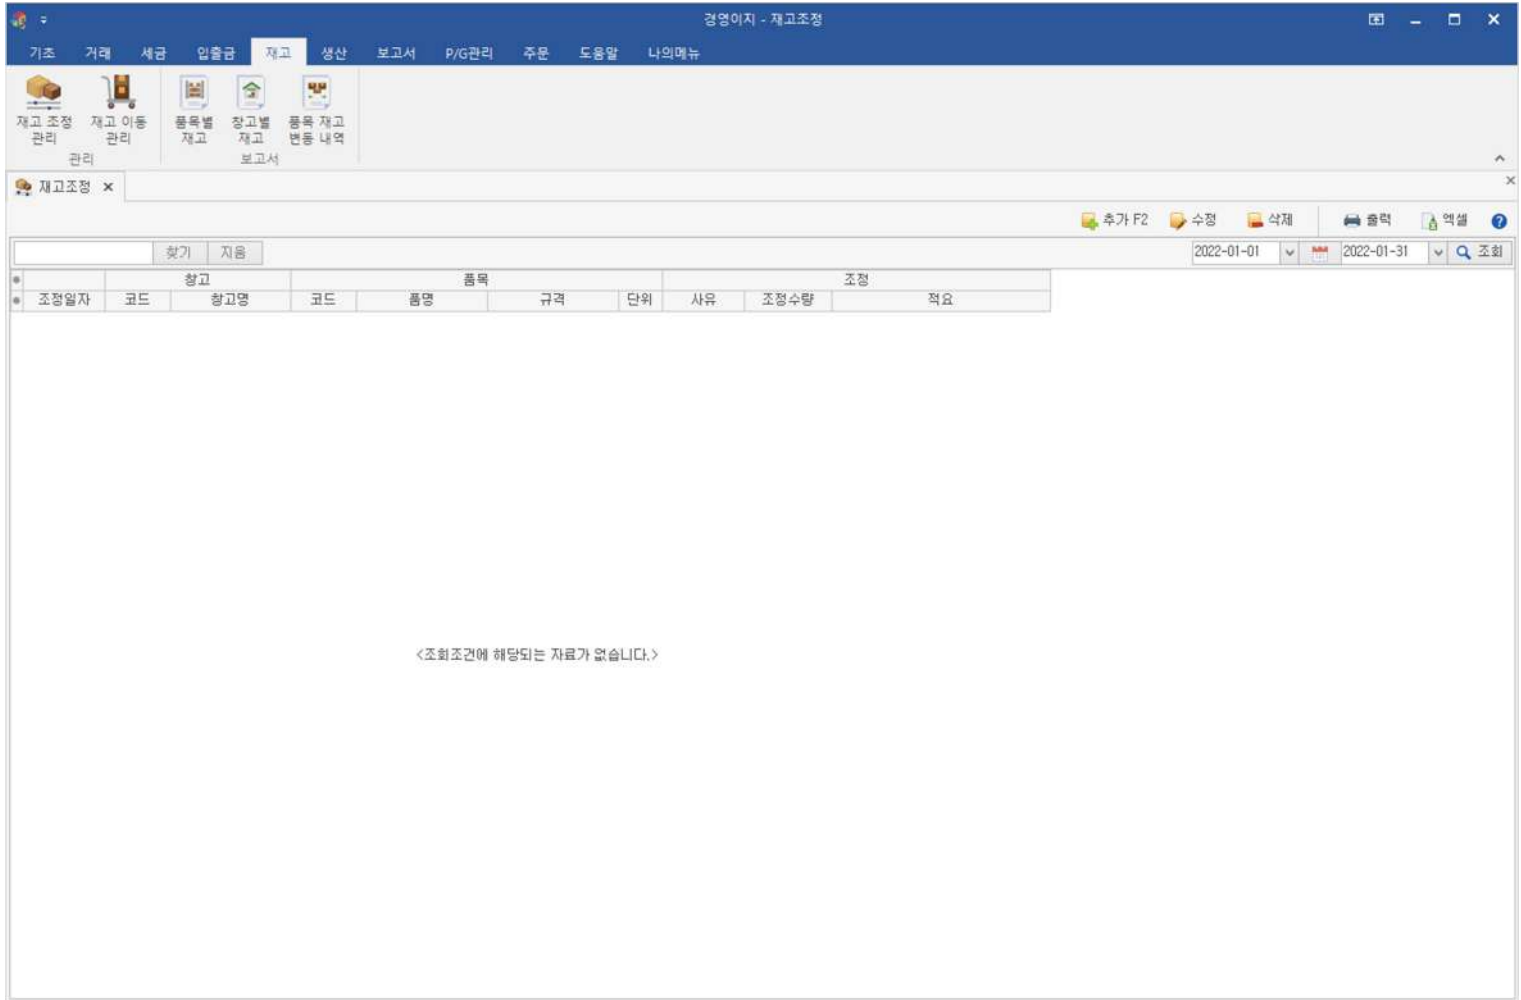 경영이지 - 재고조정
기초 거래 세금 입출금 재고 생산 보고서 P/G관리 주문 도움말 나의메뉴
재고 조정 관리
재고 이동 관리
품목별 재고
창고별 재고
품목 재고 변동 내역
관리 보고서
재고조정
추가 F2 수정 삭제 출력 엑셀
찾기 지움 2022-01-01 2022-01-31 조회
창고 품목 조정
조정일자 코드 창고명 코드 품명 규격 단위 사유 조정수량 적요
<조회조건에 해당되는 자료가 없습니다.>